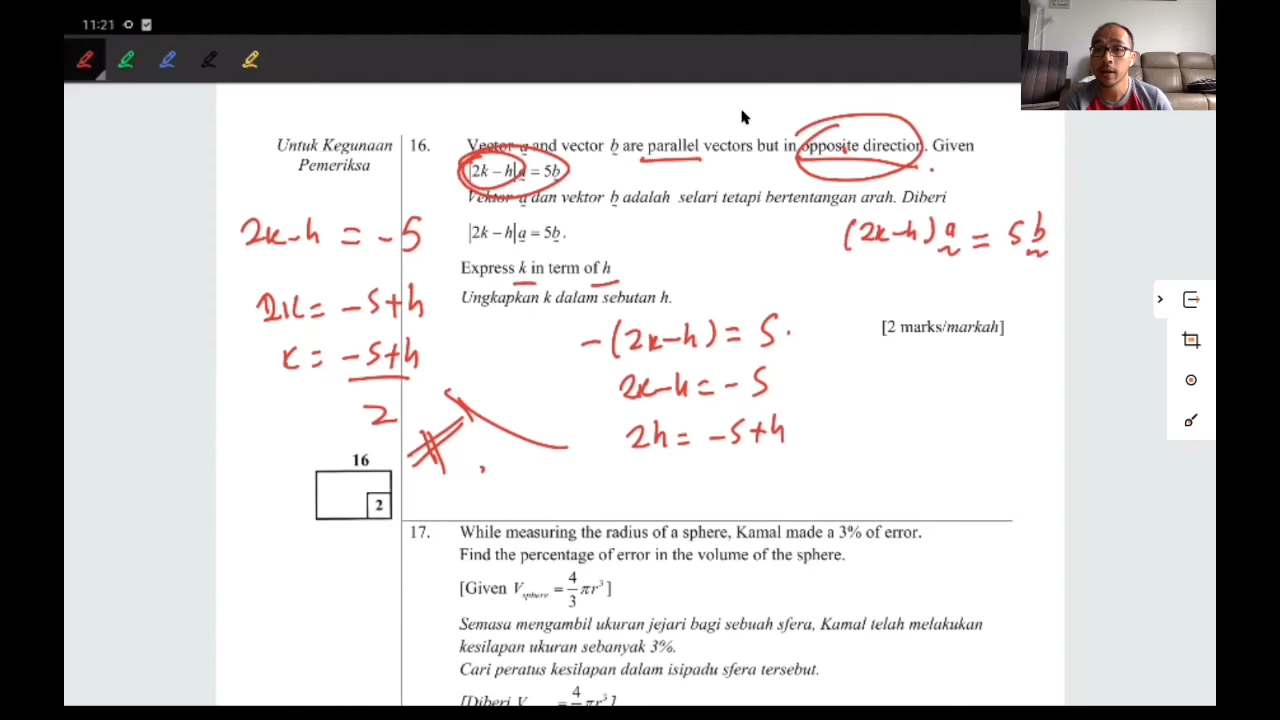 11:21
Untuk Kegunaan
Pemeriksa
16. Vector a and vector b are parallel vectors but in opposite direction. Given
|2k − h|a = 5b
Vektor a dan vektor b adalah selari tetapi bertentangan arah. Diberi
|2k − h|a = 5b.
Express k in term of h
Ungkapkan k dalam sebutan h.
[2 marks/markah]
2k-h = -5
2k = -5+h
k = -5+h
2
(2k-h) a = 5 b
-(2k-h) = 5.
2k-h = -5
2h = -5+h
16
2
17. While measuring the radius of a sphere, Kamal made a 3% of error.
Find the percentage of error in the volume of the sphere.
[Given V sphere = 4/3 πr³]
Semasa mengambil ukuran jejari bagi sebuah sfera, Kamal telah melakukan
kesilapan ukuran sebanyak 3%.
Cari peratus kesilapan dalam isipadu sfera tersebut.
[Diberi V = 4 πr³]